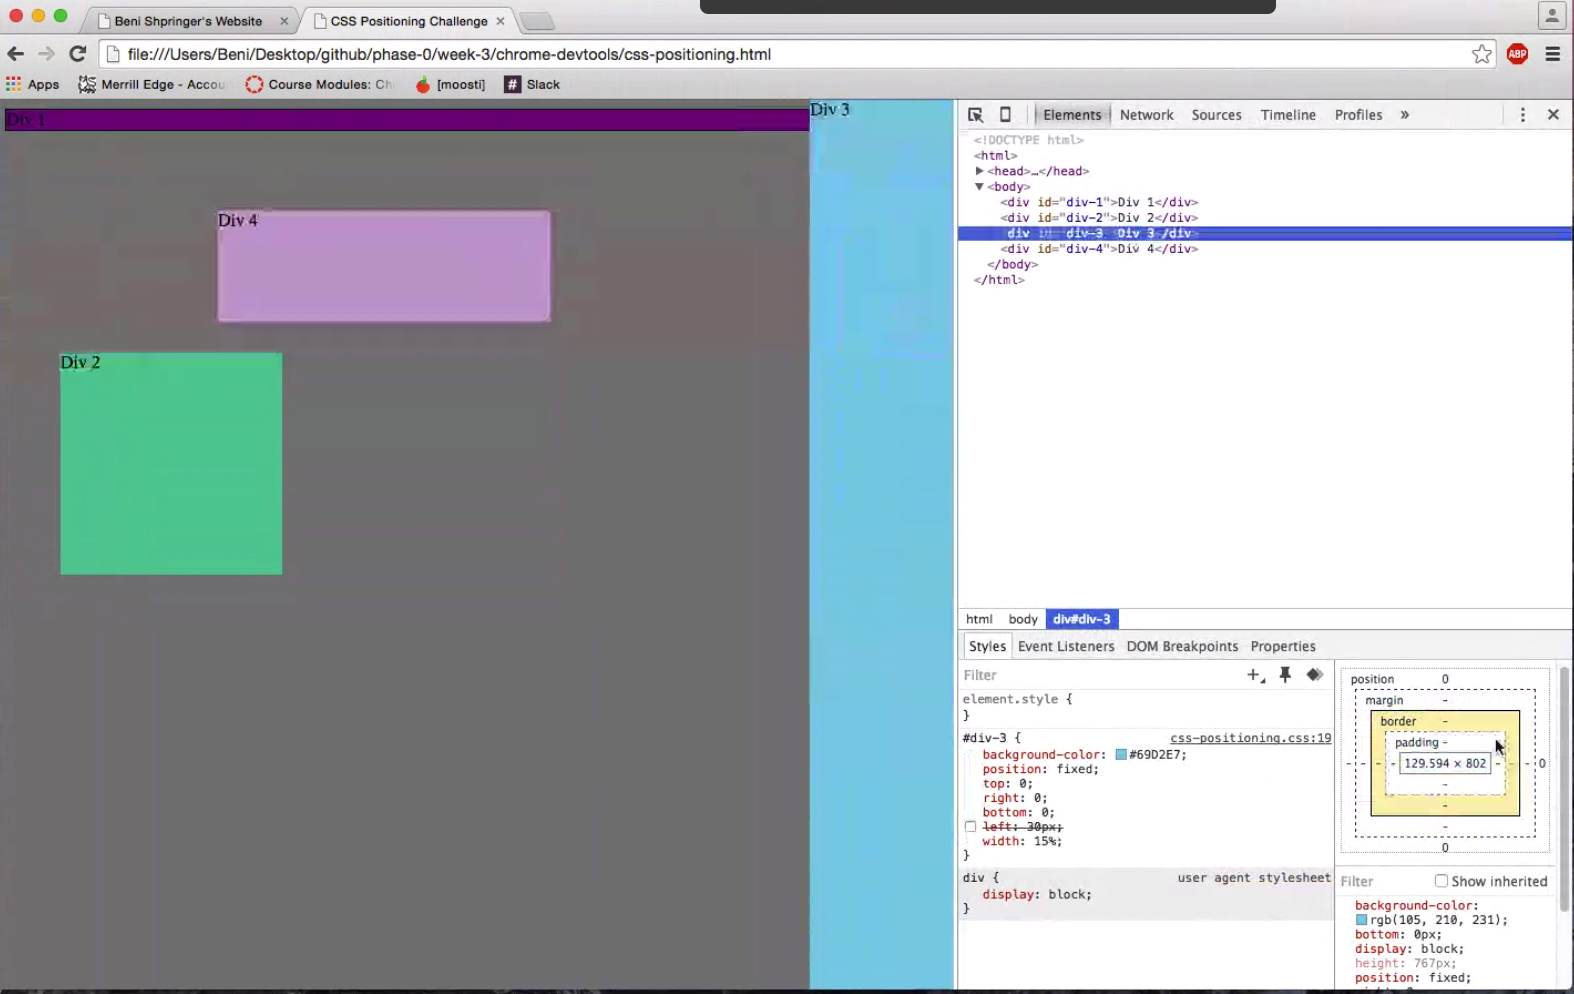 Beni Shpringer's Website
CSS Positioning Challenge
file:///Users/Beni/Desktop/github/phase-0/week-3/chrome-devtools/css-positioning.html
ABP
Apps
Merrill Edge - Accou
Course Modules: Ch
[moosti]
# Slack
Div 1
Div 3
Div 4
Div 2
Elements Network Sources Timeline Profiles »
<!DOCTYPE html>
<html>
<head>…</head>
<body>
<div id="div-1">Div 1</div>
<div id="div-2">Div 2</div>
div id div-3 Div 3 /div
<div id="div-4">Div 4</div>
</body>
</html>
html body div#div-3
Styles Event Listeners DOM Breakpoints Properties
Filter
element.style {
}
#div-3 { css-positioning.css:19
background-color: #69D2E7;
position: fixed;
top: 0;
right: 0;
bottom: 0;
left: 30px;
width: 15%;
}
div { user agent stylesheet
display: block;
}
position 0
margin -
border -
padding -
- - - 129.594 × 802 - - - 0
-
-
-
0
Filter Show inherited
background-color:
rgb(105, 210, 231);
bottom: 0px;
display: block;
height: 767px;
position: fixed;